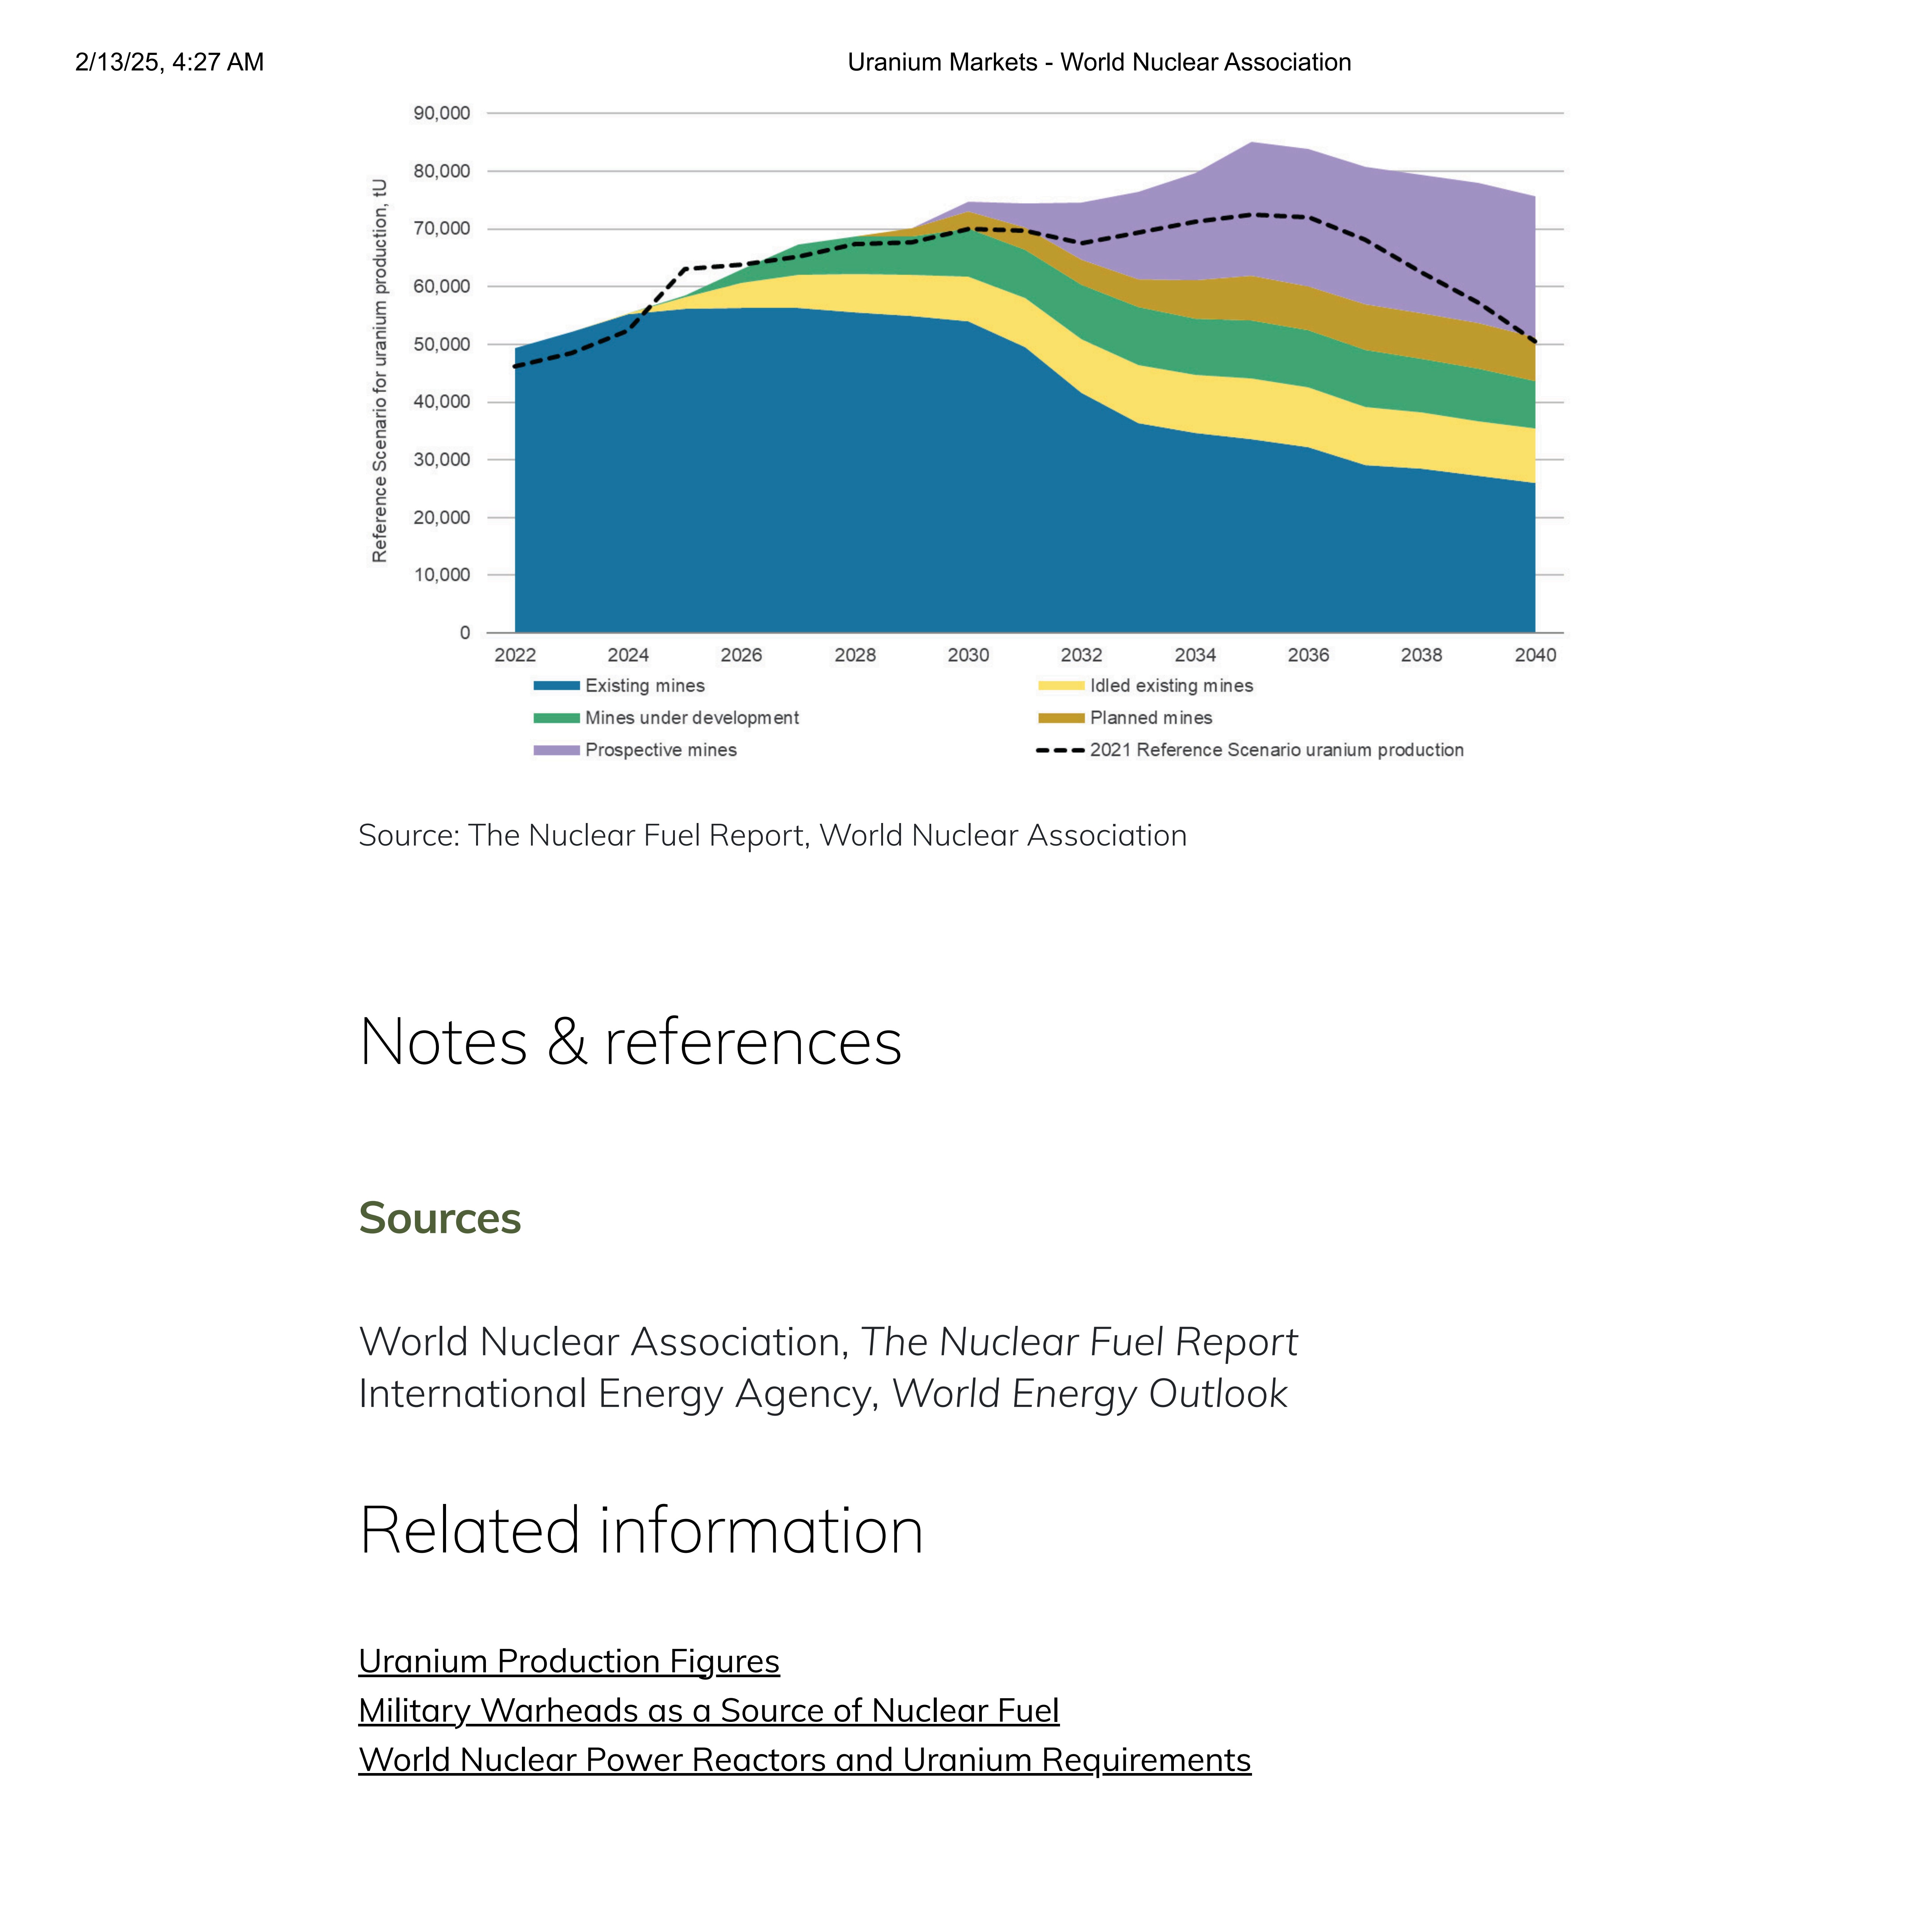 2/13/25, 4:27 AM
Uranium Markets - World Nuclear Association
Reference Scenario for uranium production, tU
90,000
80,000
70,000
60,000
50,000
40,000
30,000
20,000
10,000
0
2022 2024 2026 2028 2030 2032 2034 2036 2038 2040
Existing mines
Idled existing mines
Mines under development
Planned mines
Prospective mines
2021 Reference Scenario uranium production
Source: The Nuclear Fuel Report, World Nuclear Association
Notes & references
Sources
World Nuclear Association, The Nuclear Fuel Report
International Energy Agency, World Energy Outlook
Related information
Uranium Production Figures
Military Warheads as a Source of Nuclear Fuel
World Nuclear Power Reactors and Uranium Requirements